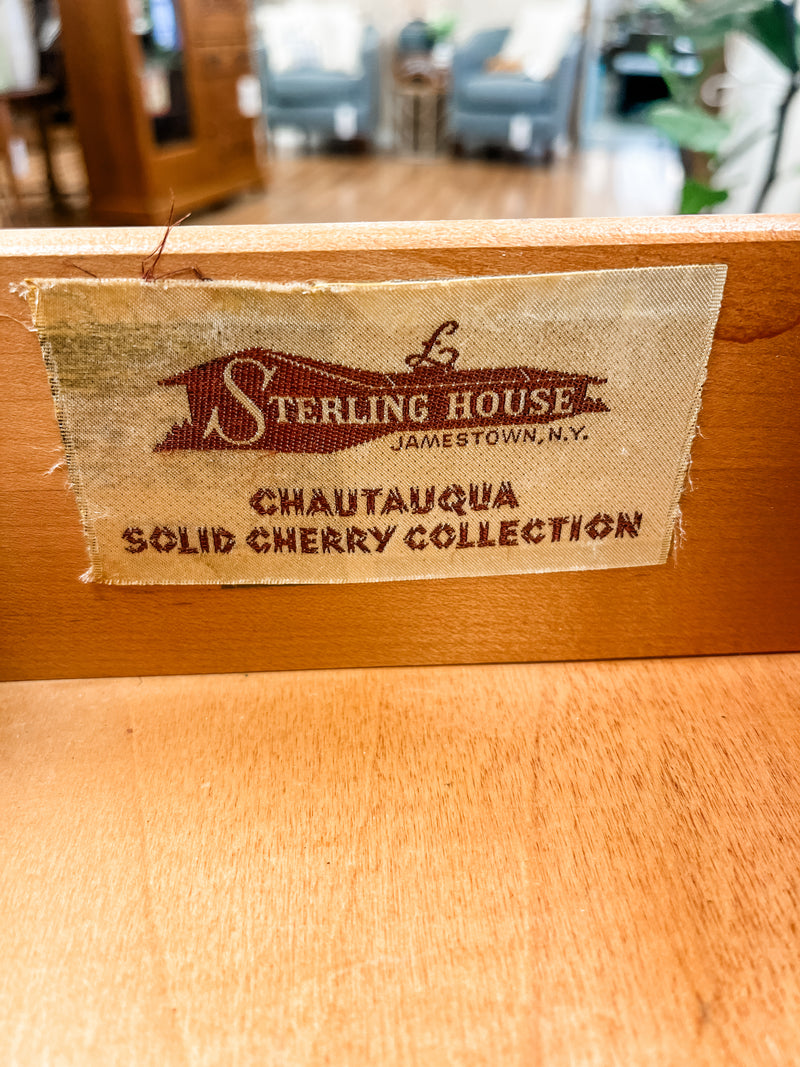 L
STERLING HOUSE
JAMESTOWN, N.Y.
CHAUTAUQUA
SOLID CHERRY COLLECTION